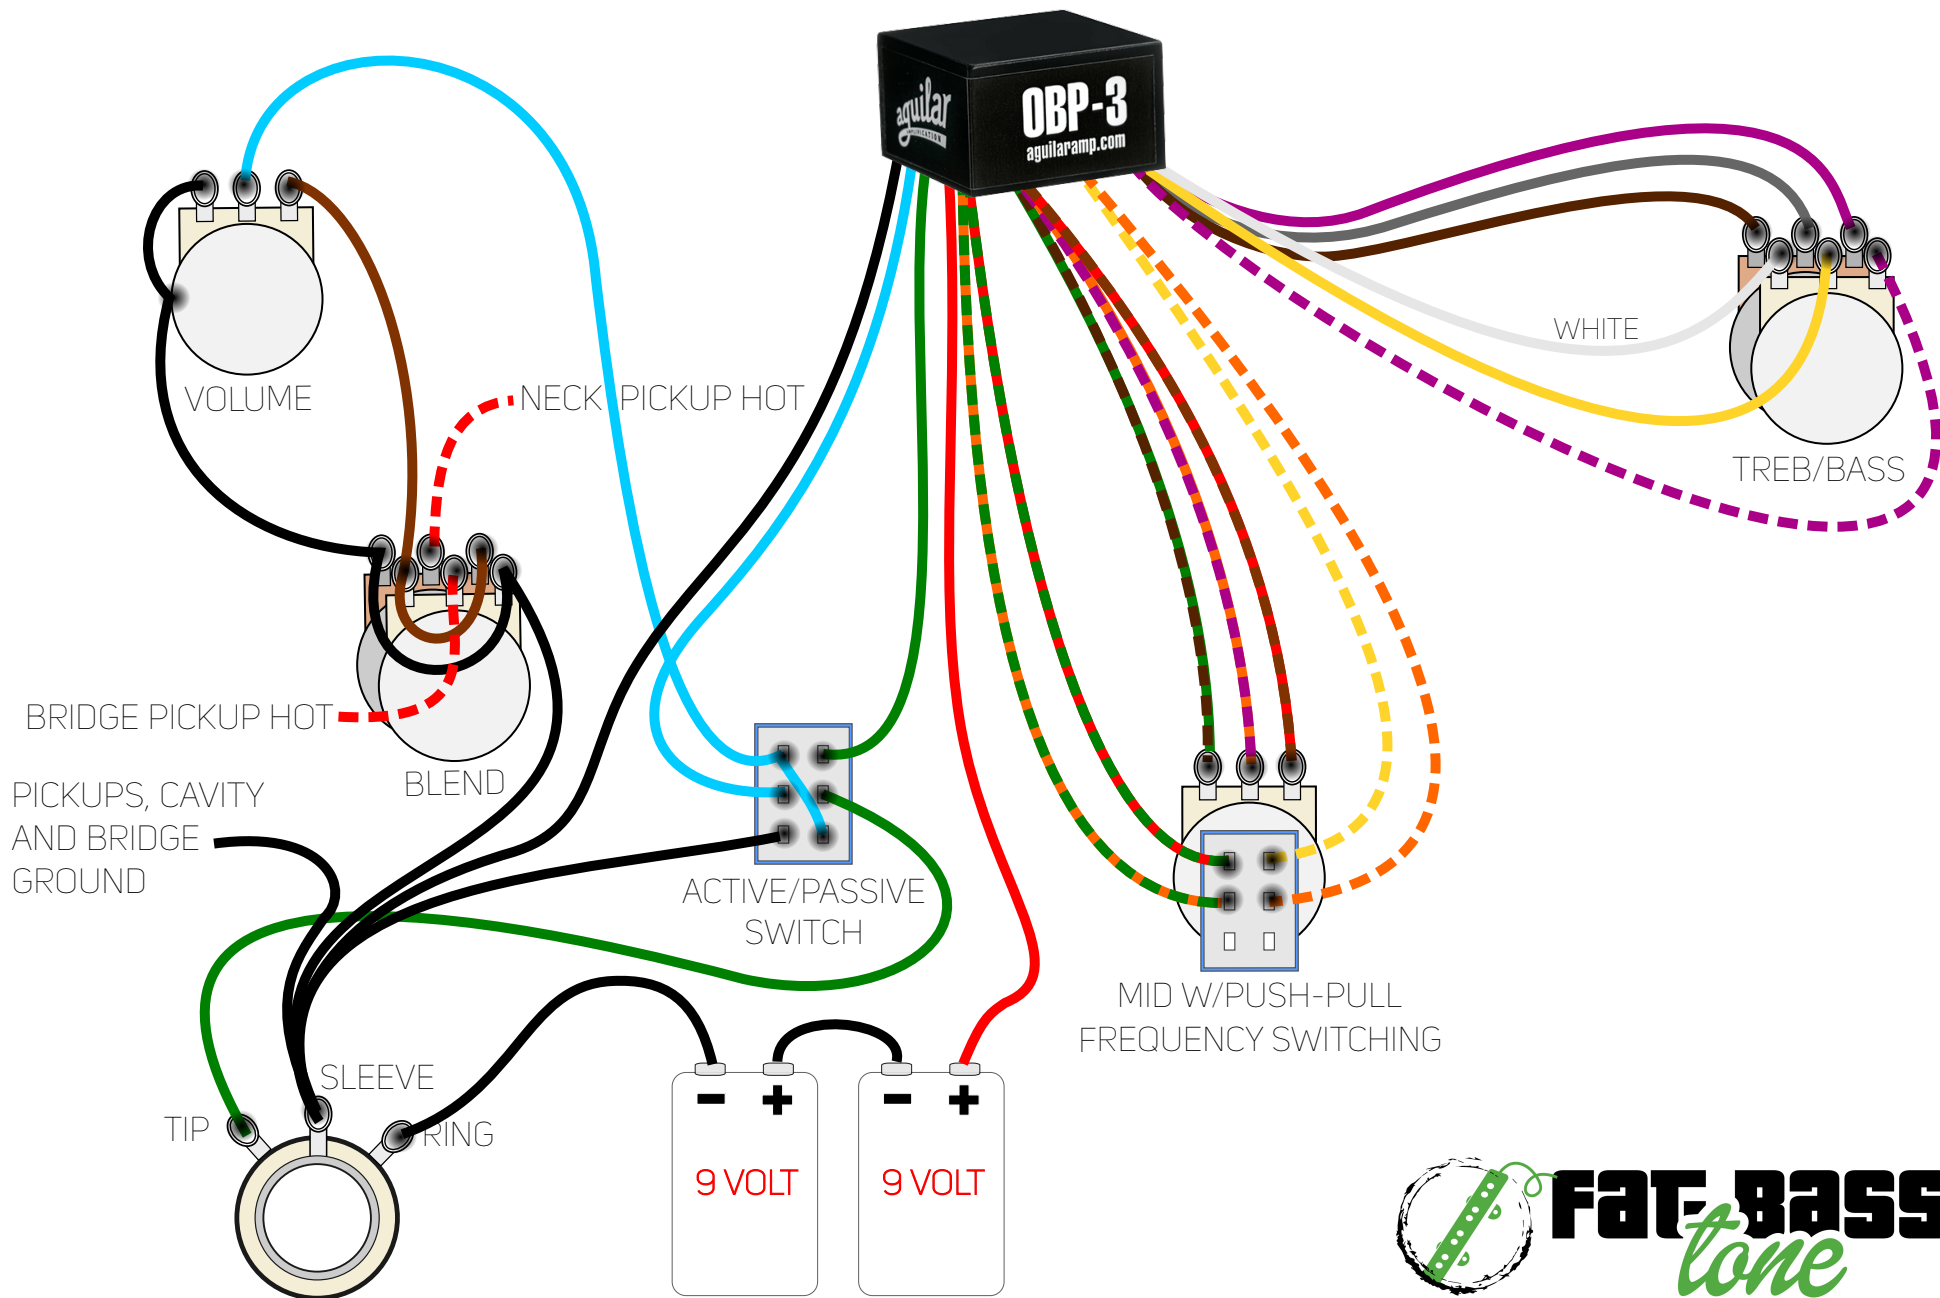 aguilar
AMPLIFICATION
OBP-3
aguilaramp.com
WHITE
VOLUME
NECK PICKUP HOT
TREB/BASS
BRIDGE PICKUP HOT
BLEND
PICKUPS, CAVITY
AND BRIDGE
GROUND
ACTIVE/PASSIVE
SWITCH
MID W/PUSH-PULL
FREQUENCY SWITCHING
SLEEVE
TIP
RING
- +
- +
9 VOLT
9 VOLT
FAT BASS
tone